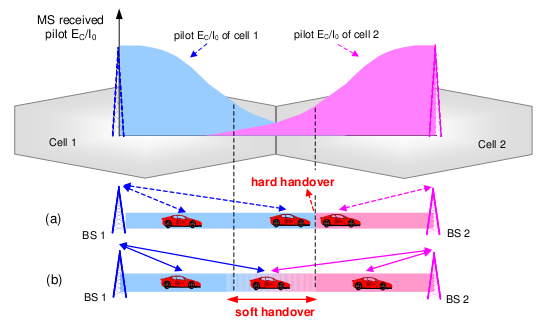 MS received
pilot EC/I0
pilot EC/I0 of cell 1
pilot EC/I0 of cell 2
Cell 1
Cell 2
hard handover
(a)
BS 1
BS 2
(b)
BS 1
BS 2
soft handover